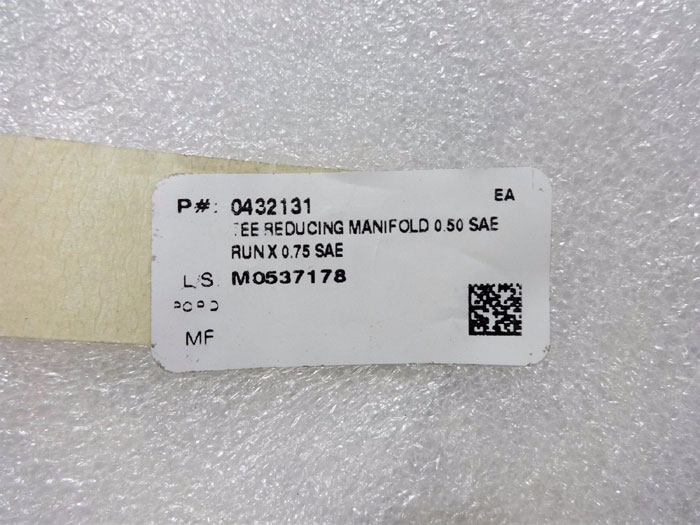 P#: 0432131 EA
TEE REDUCING MANIFOLD 0.50 SAE
RUN X 0.75 SAE
L/S M0537178
MF